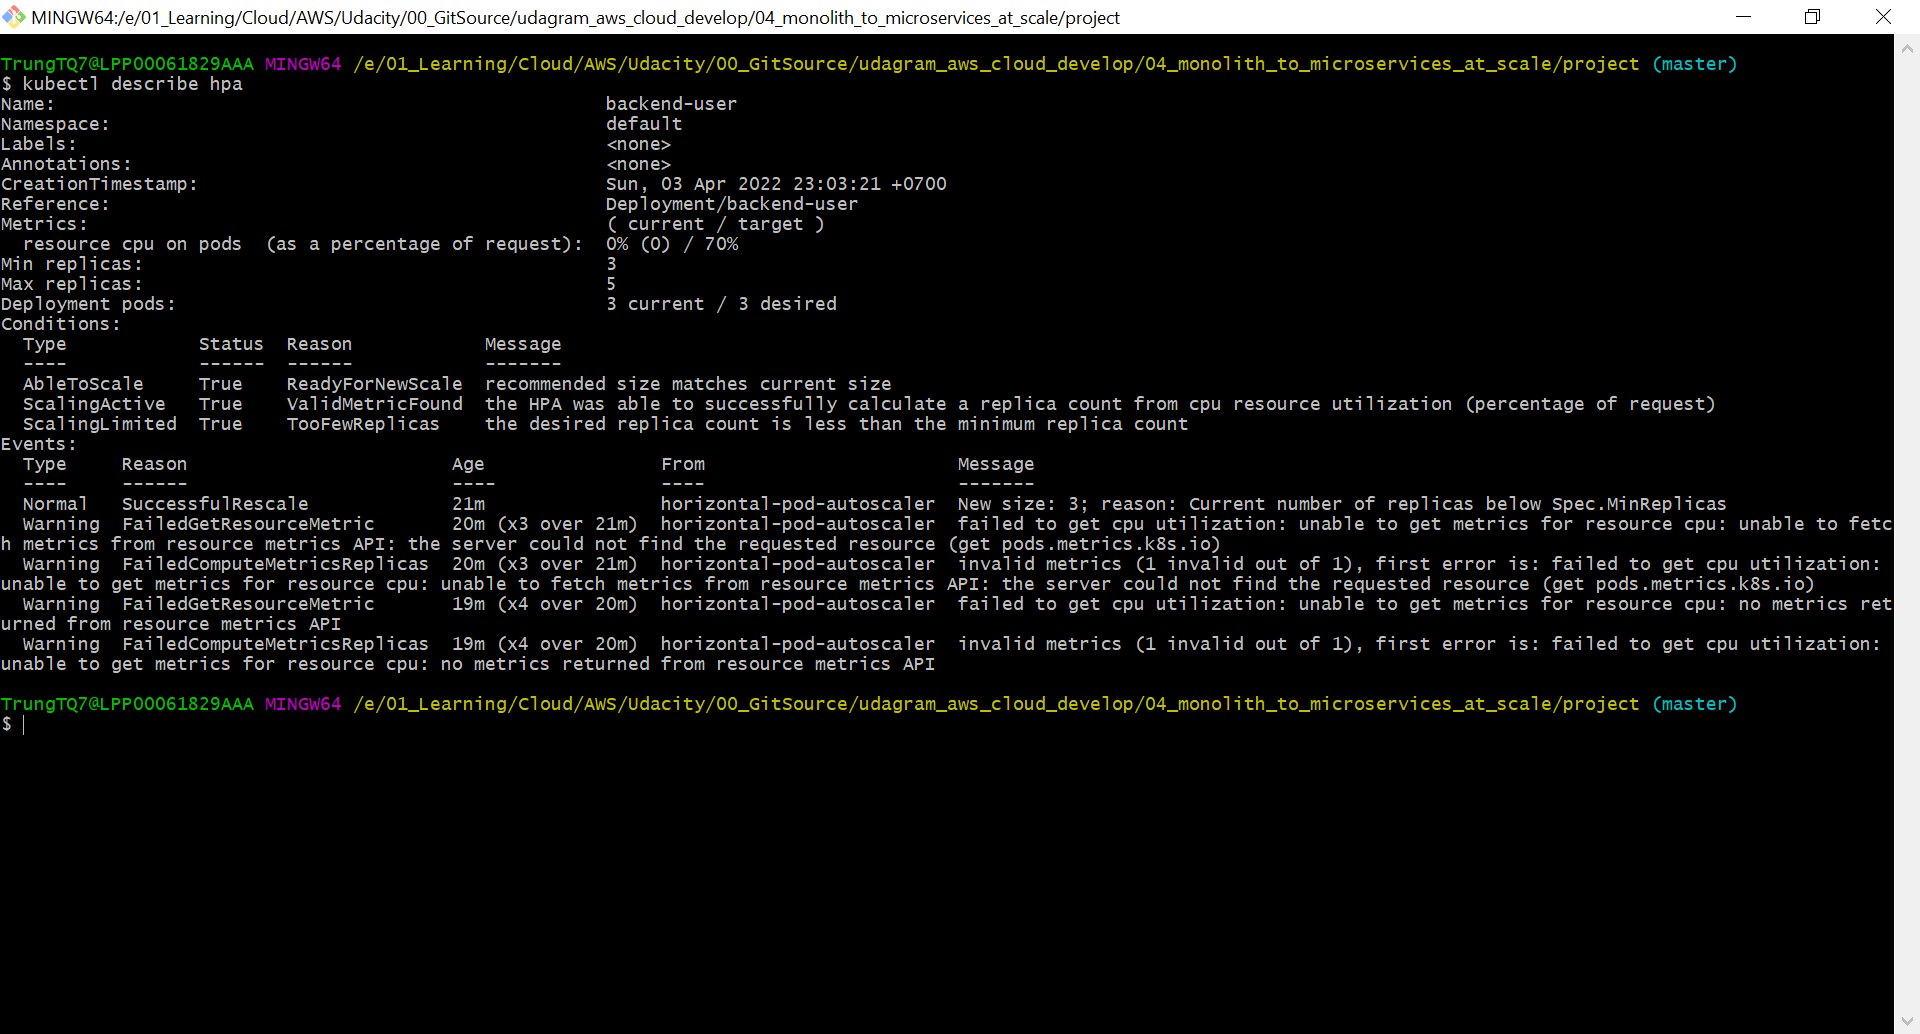 MINGW64:/e/01_Learning/Cloud/AWS/Udacity/00_GitSource/udagram_aws_cloud_develop/04_monolith_to_microservices_at_scale/project
TrungTQ7@LPP00061829AAA MINGW64 /e/01_Learning/Cloud/AWS/Udacity/00_GitSource/udagram_aws_cloud_develop/04_monolith_to_microservices_at_scale/project (master)
$ kubectl describe hpa
Name: backend-user
Namespace: default
Labels: <none>
Annotations: <none>
CreationTimestamp: Sun, 03 Apr 2022 23:03:21 +0700
Reference: Deployment/backend-user
Metrics: ( current / target )
resource cpu on pods (as a percentage of request): 0% (0) / 70%
Min replicas: 3
Max replicas: 5
Deployment pods: 3 current / 3 desired
Conditions:
Type Status Reason Message
---- ------ ------ -------
AbleToScale True ReadyForNewScale recommended size matches current size
ScalingActive True ValidMetricFound the HPA was able to successfully calculate a replica count from cpu resource utilization (percentage of request)
ScalingLimited True TooFewReplicas the desired replica count is less than the minimum replica count
Events:
Type Reason Age From Message
---- ------ ---- ---- -------
Normal SuccessfulRescale 21m horizontal-pod-autoscaler New size: 3; reason: Current number of replicas below Spec.MinReplicas
Warning FailedGetResourceMetric 20m (x3 over 21m) horizontal-pod-autoscaler failed to get cpu utilization: unable to get metrics for resource cpu: unable to fetc
h metrics from resource metrics API: the server could not find the requested resource (get pods.metrics.k8s.io)
Warning FailedComputeMetricsReplicas 20m (x3 over 21m) horizontal-pod-autoscaler invalid metrics (1 invalid out of 1), first error is: failed to get cpu utilization:
unable to get metrics for resource cpu: unable to fetch metrics from resource metrics API: the server could not find the requested resource (get pods.metrics.k8s.io)
Warning FailedGetResourceMetric 19m (x4 over 20m) horizontal-pod-autoscaler failed to get cpu utilization: unable to get metrics for resource cpu: no metrics ret
urned from resource metrics API
Warning FailedComputeMetricsReplicas 19m (x4 over 20m) horizontal-pod-autoscaler invalid metrics (1 invalid out of 1), first error is: failed to get cpu utilization:
unable to get metrics for resource cpu: no metrics returned from resource metrics API
TrungTQ7@LPP00061829AAA MINGW64 /e/01_Learning/Cloud/AWS/Udacity/00_GitSource/udagram_aws_cloud_develop/04_monolith_to_microservices_at_scale/project (master)
$